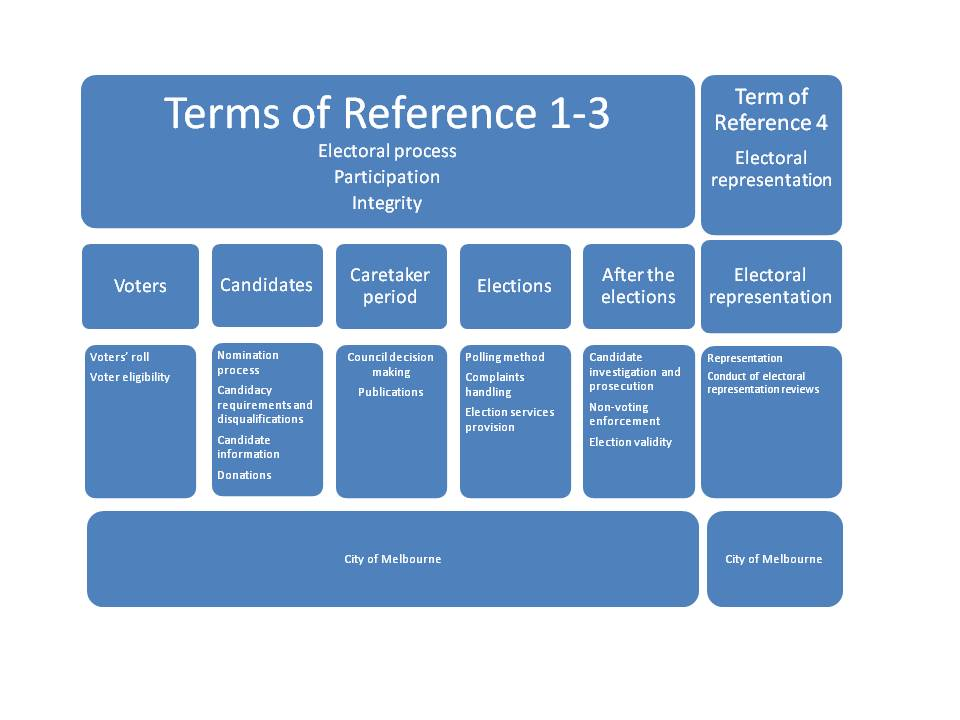 Terms of Reference 1-3
Electoral process
Participation
Integrity
Term of
Reference 4
Electoral
representation
Voters
Candidates
Caretaker
period
Elections
After the
elections
Electoral
representation
Voters' roll
Voter eligibility
Nomination
process
Candidacy
requirements and
disqualifications
Candidate
information
Donations
Council decision
making
Publications
Polling method
Complaints
handling
Election services
provision
Candidate
investigation and
prosecution
Non-voting
enforcement
Election validity
Representation
Conduct of electoral
representation reviews
City of Melbourne
City of Melbourne